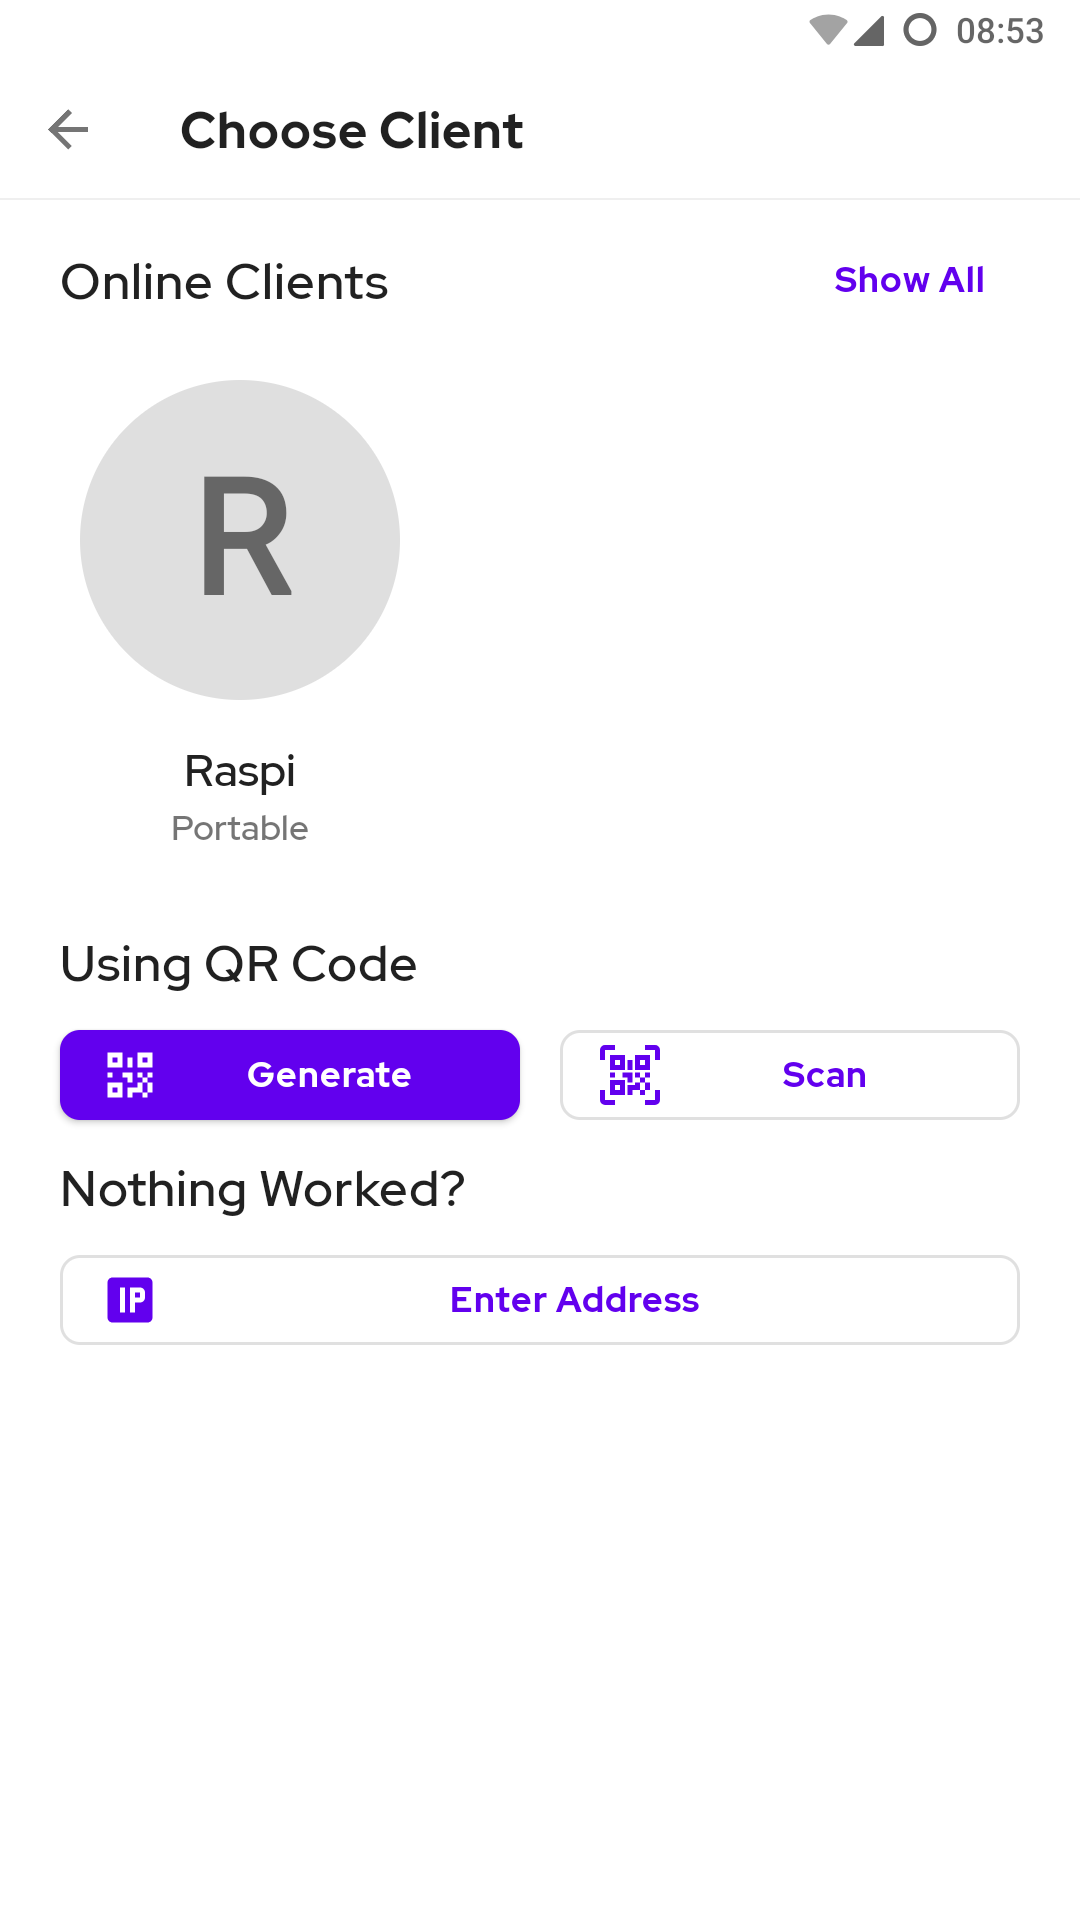 08:53
Choose Client
Online Clients
Show All
R
Raspi
Portable
Using QR Code
Generate
Scan
Nothing Worked?
IP
Enter Address